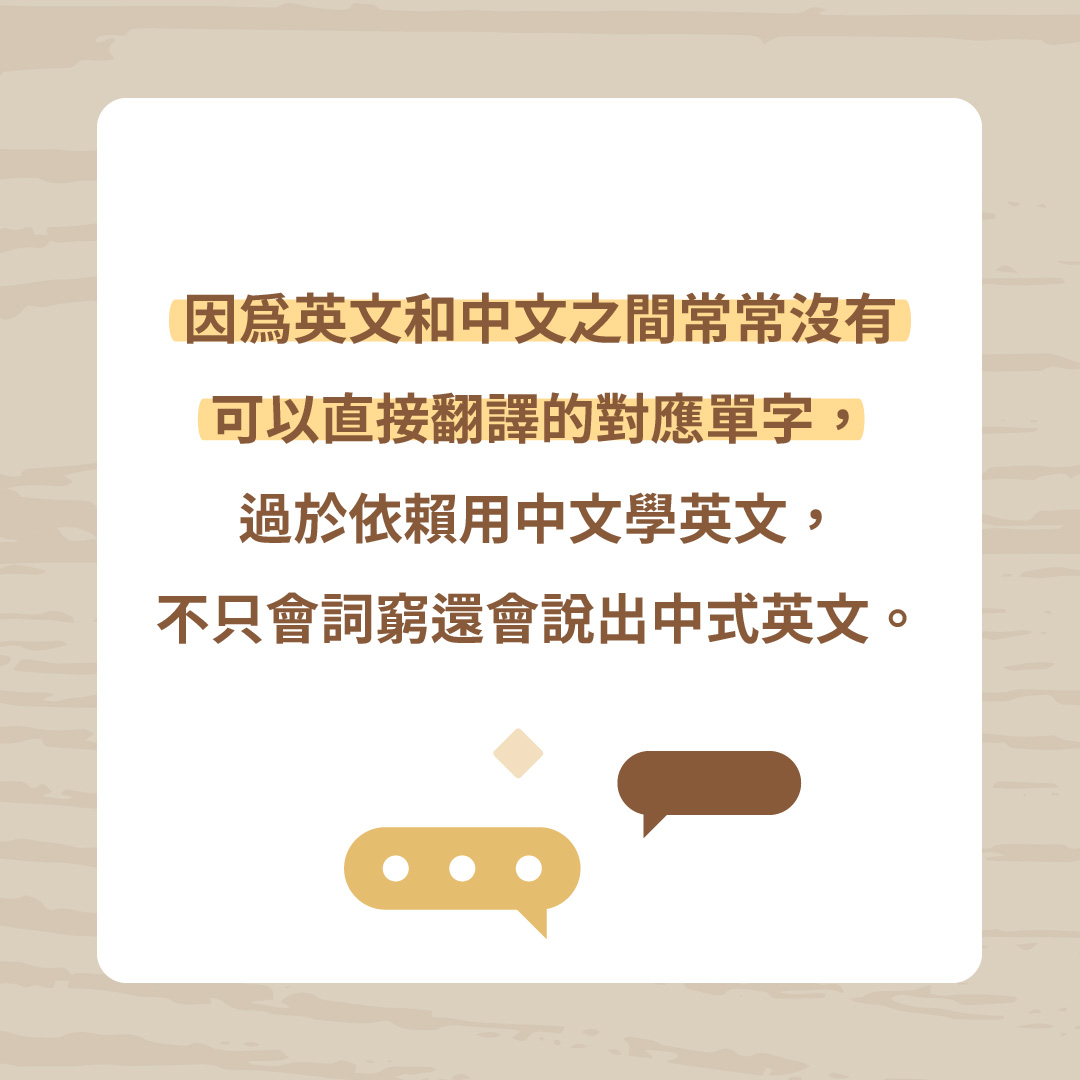 因爲英文和中文之間常常沒有
可以直接翻譯的對應單字，
過於依賴用中文學英文，
不只會詞窮還會說出中式英文。